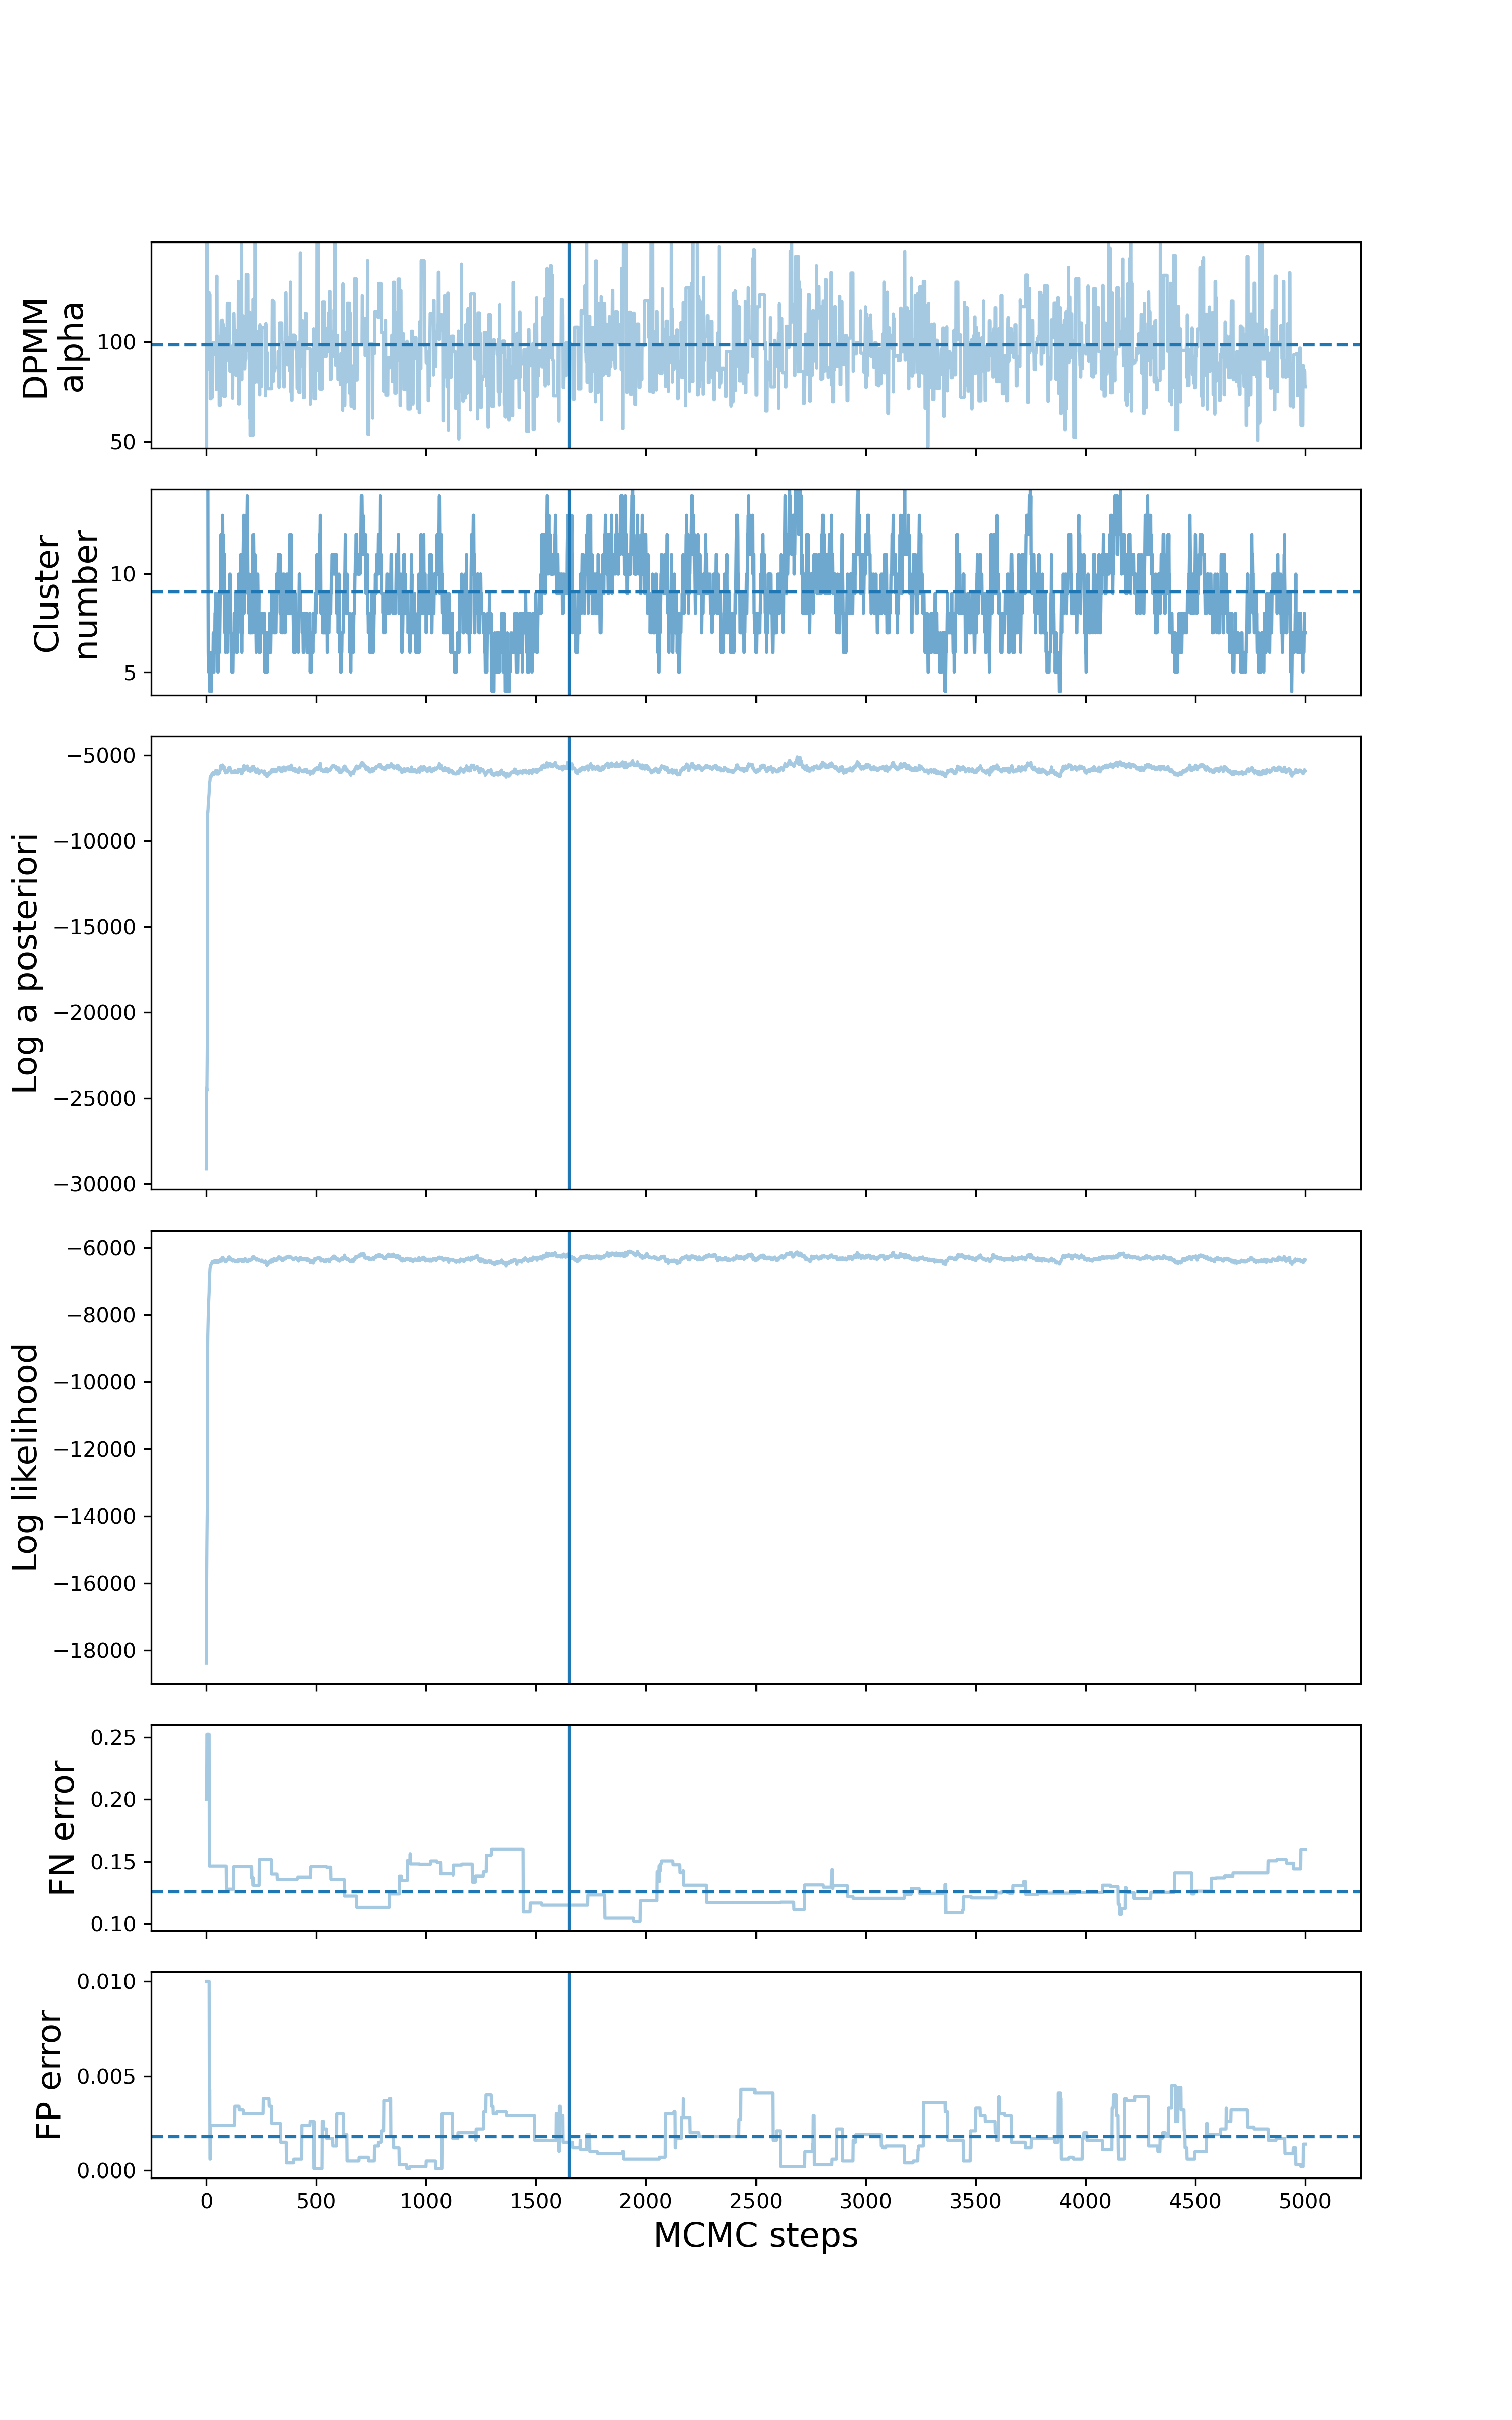 DPMM
alpha
100
50
Cluster
number
10
5
Log a posteriori
−5000
−10000
−15000
−20000
−25000
−30000
Log likelihood
−6000
−8000
−10000
−12000
−14000
−16000
−18000
FN error
0.25
0.20
0.15
0.10
FP error
0.010
0.005
0.000
0 500 1000 1500 2000 2500 3000 3500 4000 4500 5000
MCMC steps